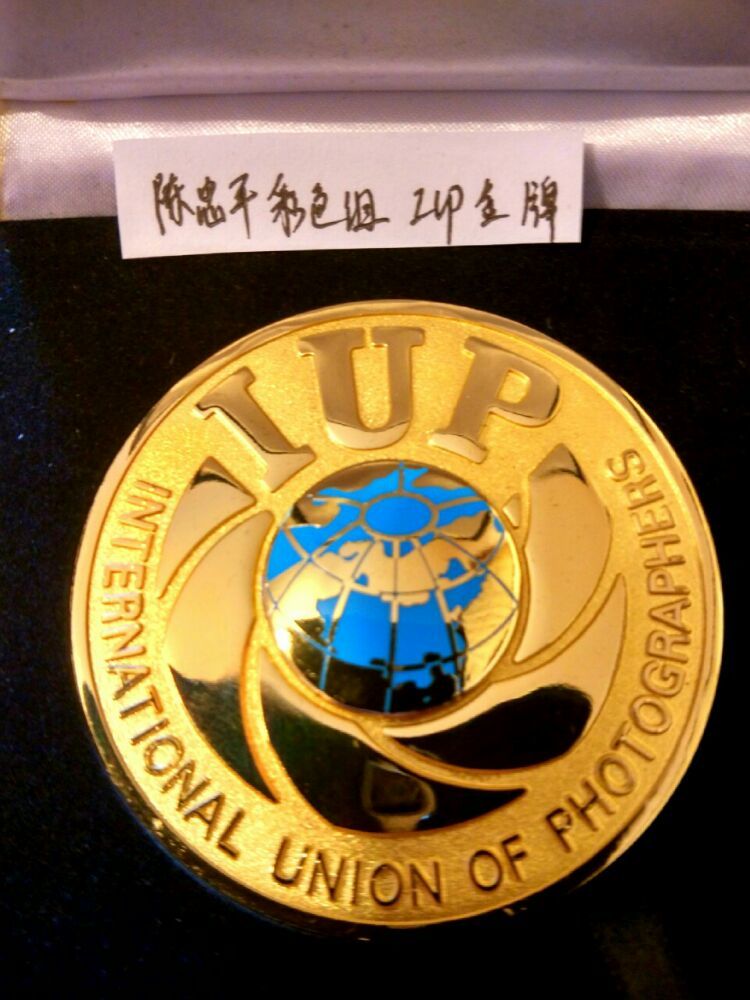 陈忠平彩色组 IUP金牌
IUP
INTERNATIONAL UNION OF PHOTOGRAPHERS